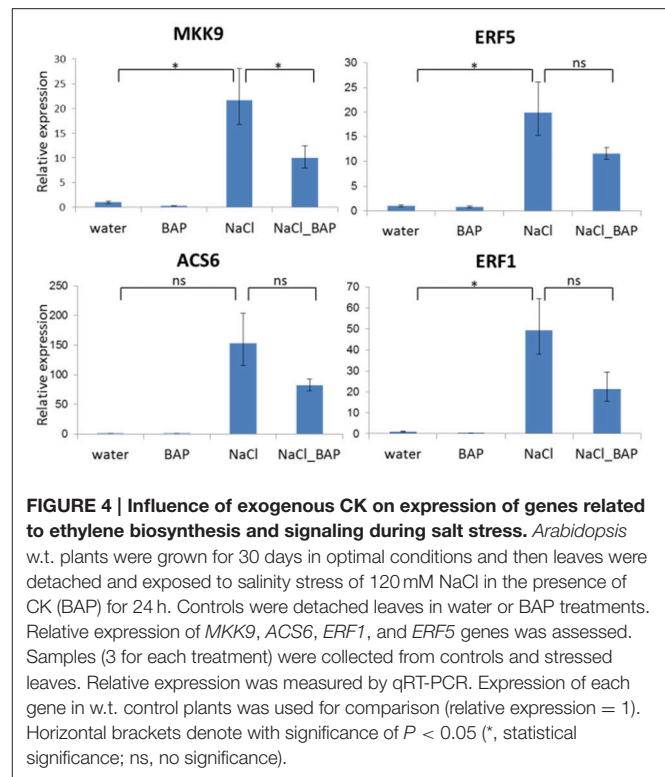 MKK9
Relative expression
30
25
20
15
10
5
0
* *
water BAP NaCl NaCl_BAP
ERF5
30
25
20
15
10
5
0
* ns
water BAP NaCl NaCl_BAP
ACS6
Relative expression
250
200
150
100
50
0
ns ns
water BAP NaCl NaCl_BAP
ERF1
70
60
50
40
30
20
10
0
* ns
water BAP NaCl NaCl_BAP
FIGURE 4 | Influence of exogenous CK on expression of genes related
to ethylene biosynthesis and signaling during salt stress. Arabidopsis
w.t. plants were grown for 30 days in optimal conditions and then leaves were
detached and exposed to salinity stress of 120 mM NaCl in the presence of
CK (BAP) for 24 h. Controls were detached leaves in water or BAP treatments.
Relative expression of MKK9, ACS6, ERF1, and ERF5 genes was assessed.
Samples (3 for each treatment) were collected from controls and stressed
leaves. Relative expression was measured by qRT-PCR. Expression of each
gene in w.t. control plants was used for comparison (relative expression = 1).
Horizontal brackets denote with significance of P < 0.05 (*, statistical
significance; ns, no significance).